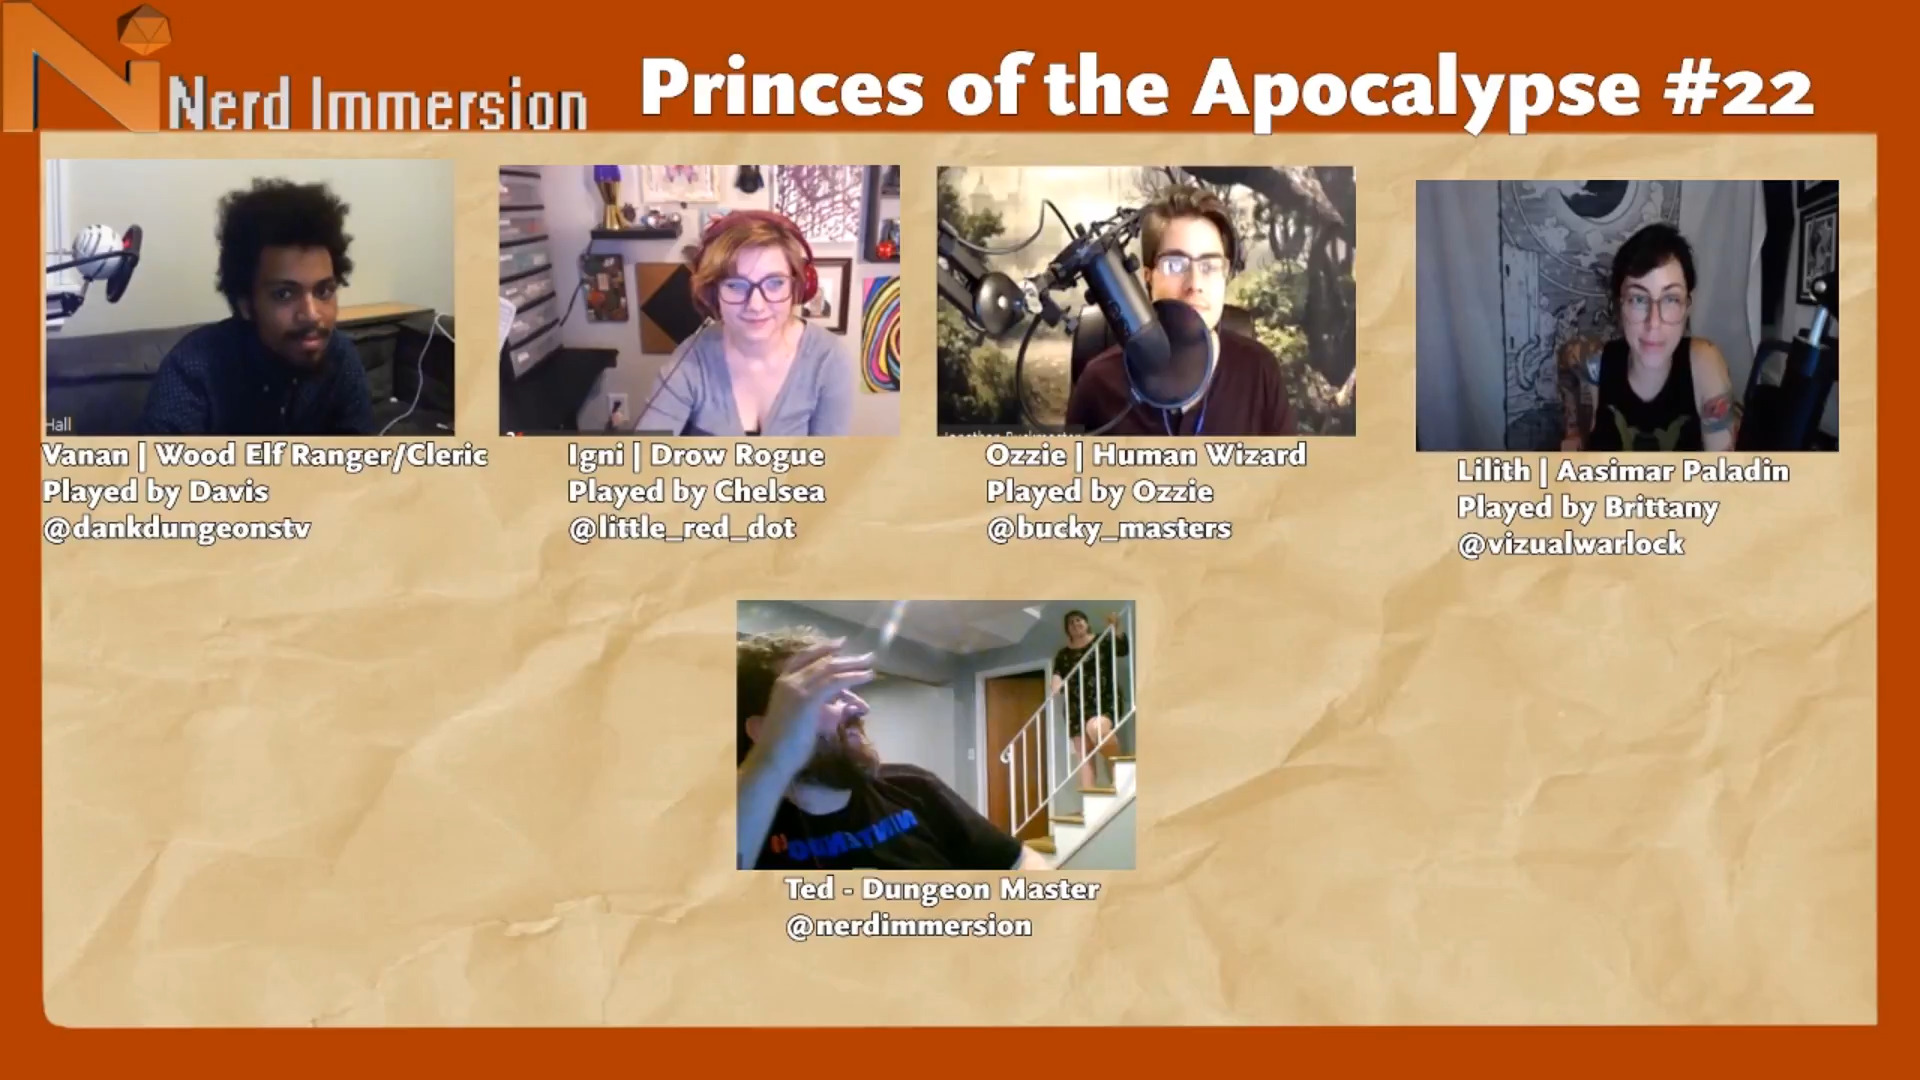 Nerd Immersion
Princes of the Apocalypse #22
Hall
Vanan | Wood Elf Ranger/Cleric
Played by Davis
@dankdungeonstv
Igni | Drow Rogue
Played by Chelsea
@little_red_dot
Ozzie | Human Wizard
Played by Ozzie
@bucky_masters
Lilith | Aasimar Paladin
Played by Brittany
@vizualwarlock
Ted - Dungeon Master
@nerdimmersion